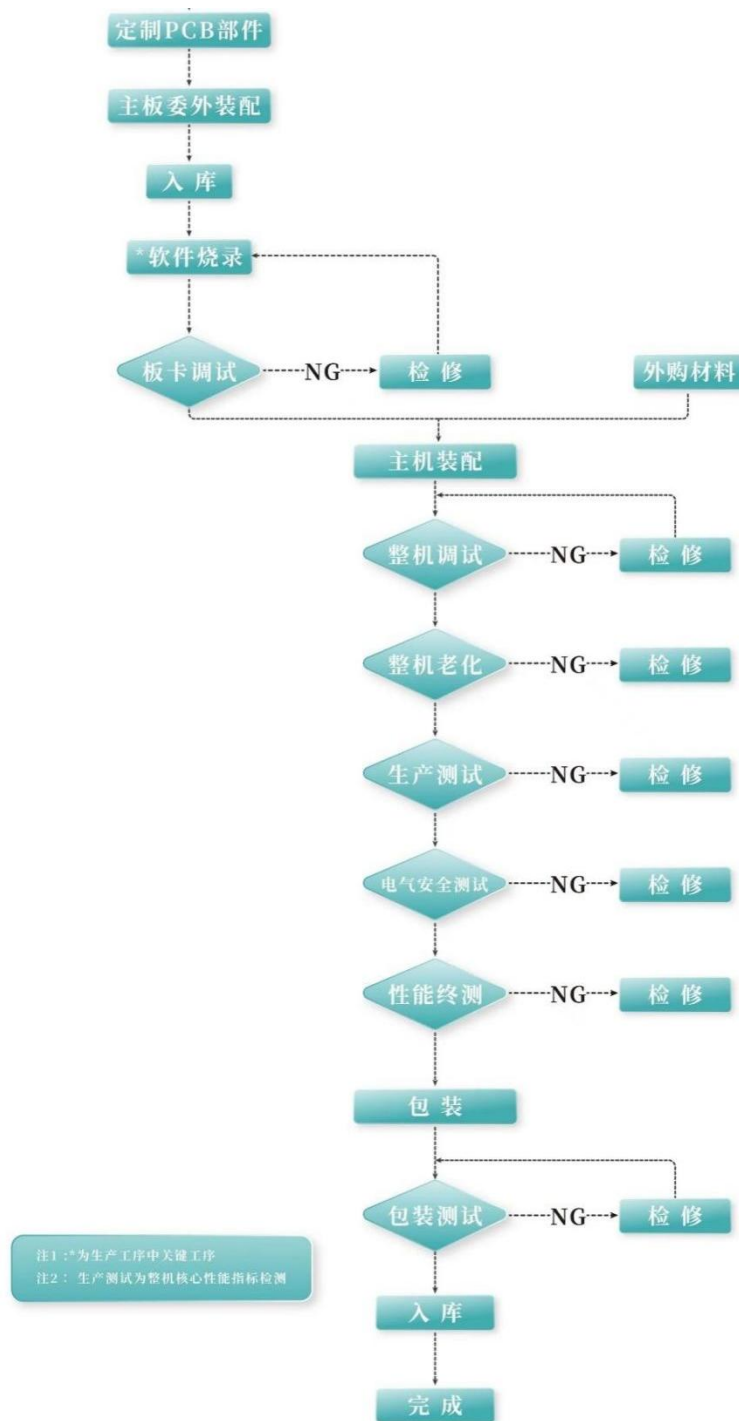 定制PCB部件
主板委外装配
入 库
*软件烧录
板卡调试
NG
检 修
外购材料
主机装配
整机调试
NG
检 修
整机老化
NG
检 修
生产测试
NG
检 修
电气安全测试
NG
检 修
性能终测
NG
检 修
包 装
包装测试
NG
检 修
注1 :*为生产工序中关键工序
注2： 生产测试为整机核心性能指标检测
入 库
完 成